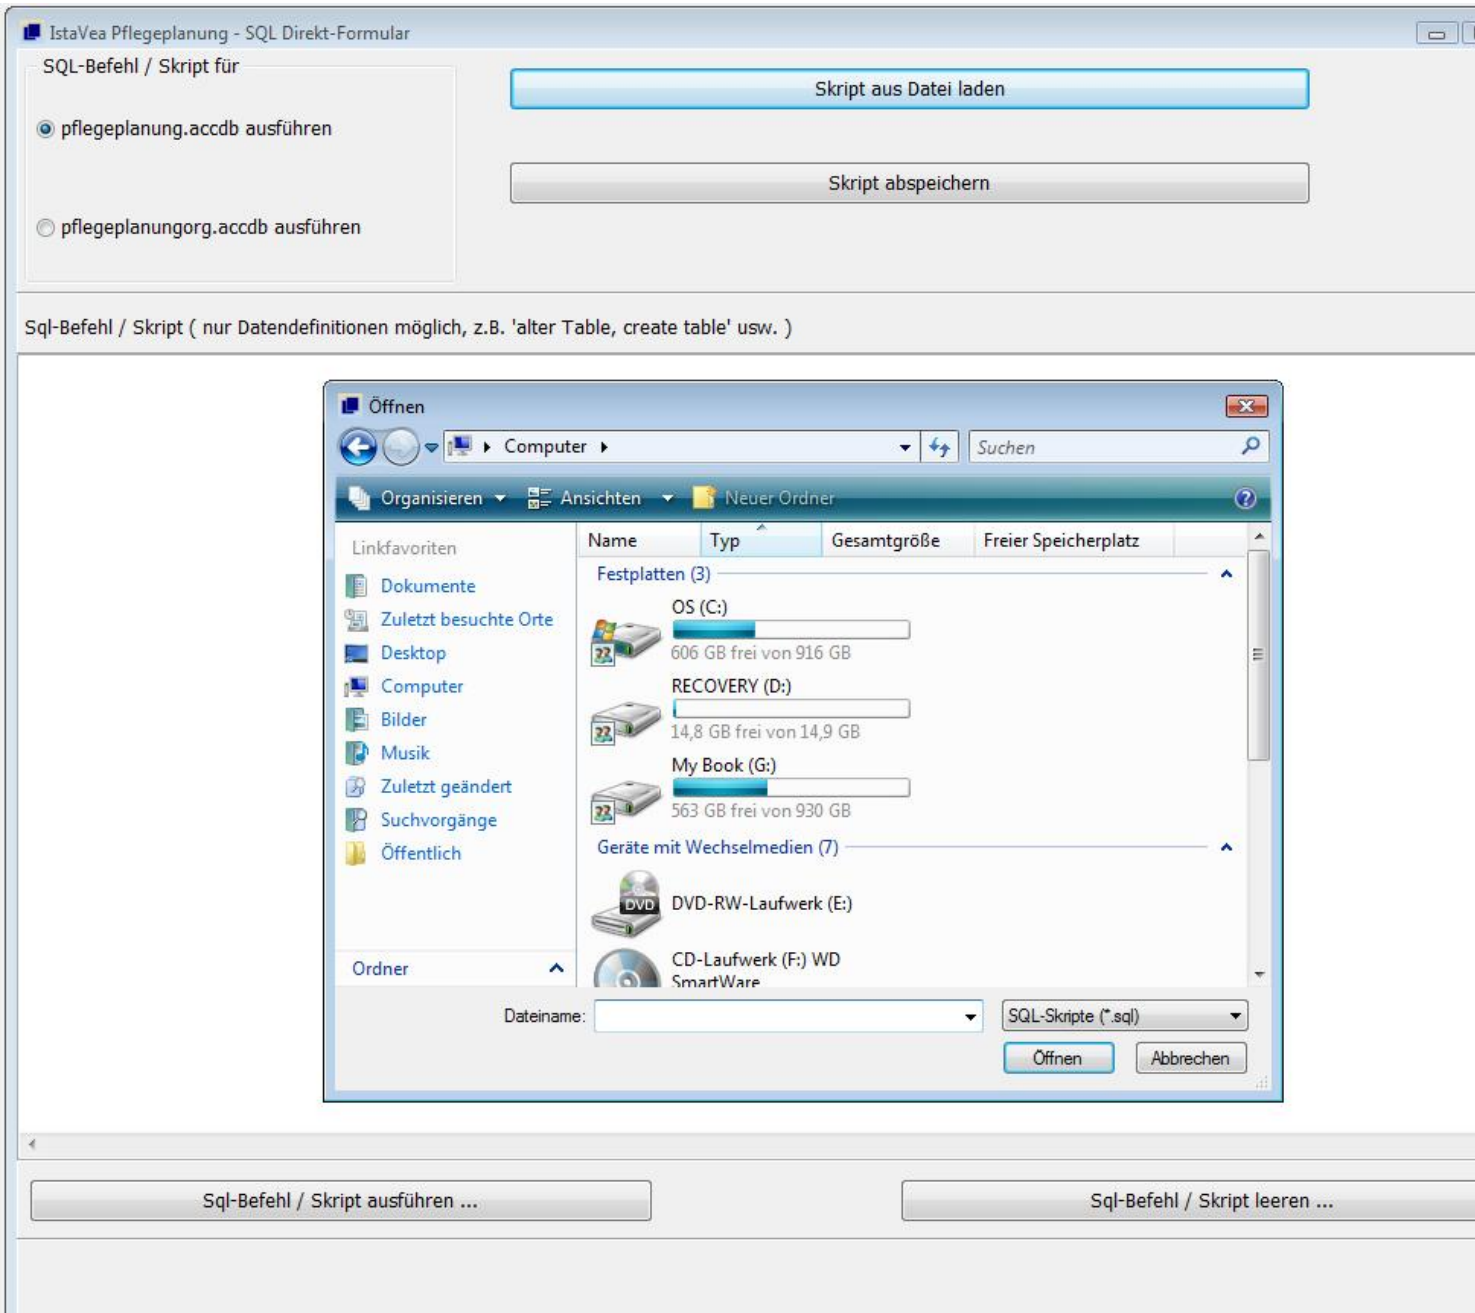 IstaVea Pflegeplanung - SQL Direkt-Formular
SQL-Befehl / Skript für
Skript aus Datei laden
pflegeplanung.accdb ausführen
Skript abspeichern
pflegeplanungorg.accdb ausführen
Sql-Befehl / Skript ( nur Datendefinitionen möglich, z.B. 'alter Table, create table' usw. )
Öffnen
Computer
Suchen
Organisieren Ansichten Neuer Ordner
Linkfavoriten
Dokumente
Zuletzt besuchte Orte
Desktop
Computer
Bilder
Musik
Zuletzt geändert
Suchvorgänge
Öffentlich
Ordner
Name Typ Gesamtgröße Freier Speicherplatz
Festplatten (3)
OS (C:)
606 GB frei von 916 GB
RECOVERY (D:)
14,8 GB frei von 14,9 GB
My Book (G:)
563 GB frei von 930 GB
Geräte mit Wechselmedien (7)
DVD
DVD-RW-Laufwerk (E:)
CD-Laufwerk (F:) WD
SmartWare
Dateiname:
SQL-Skripte (*.sql)
Öffnen Abbrechen
Sql-Befehl / Skript ausführen ...
Sql-Befehl / Skript leeren ...